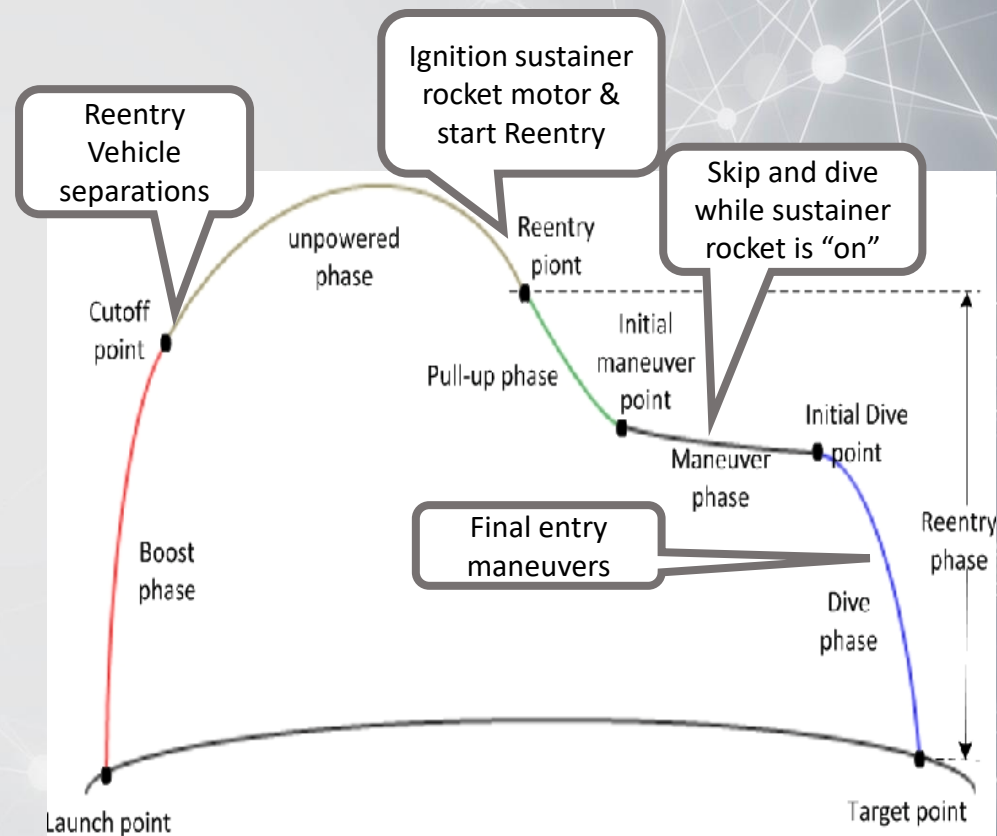 Ignition sustainer
rocket motor &
start Reentry
Reentry
Vehicle
separations
Skip and dive
while sustainer
rocket is “on”
unpowered
phase
Reentry
piont
Cutoff
point
Initial
maneuver
point
Pull-up phase
Initial Dive
point
Maneuver
phase
Final entry
maneuvers
Reentry
phase
Boost
phase
Dive
phase
Launch point
Target point